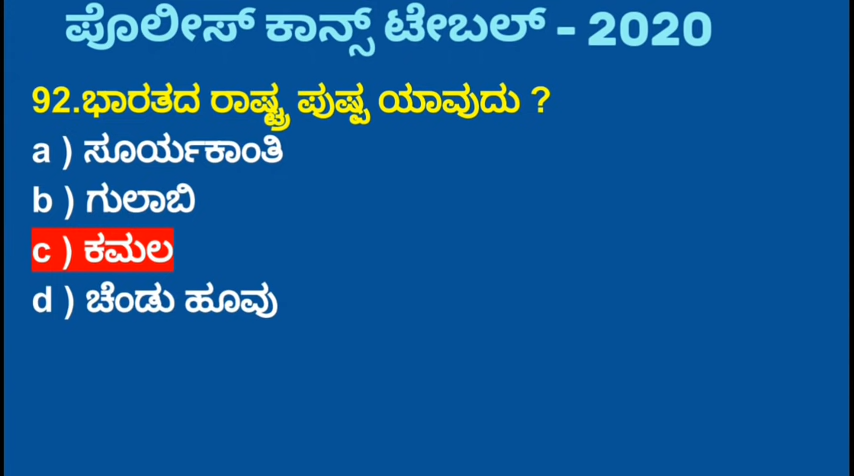 ಪೊಲೀಸ್ ಕಾನ್ಸ್ ಟೇಬಲ್ - 2020
92.ಭಾರತದ ರಾಷ್ಟ್ರ ಪುಷ್ಪ ಯಾವುದು ?
a ) ಸೂರ್ಯಕಾಂತಿ
b ) ಗುಲಾಬಿ
c ) ಕಮಲ
d ) ಚೆಂಡು ಹೂವು